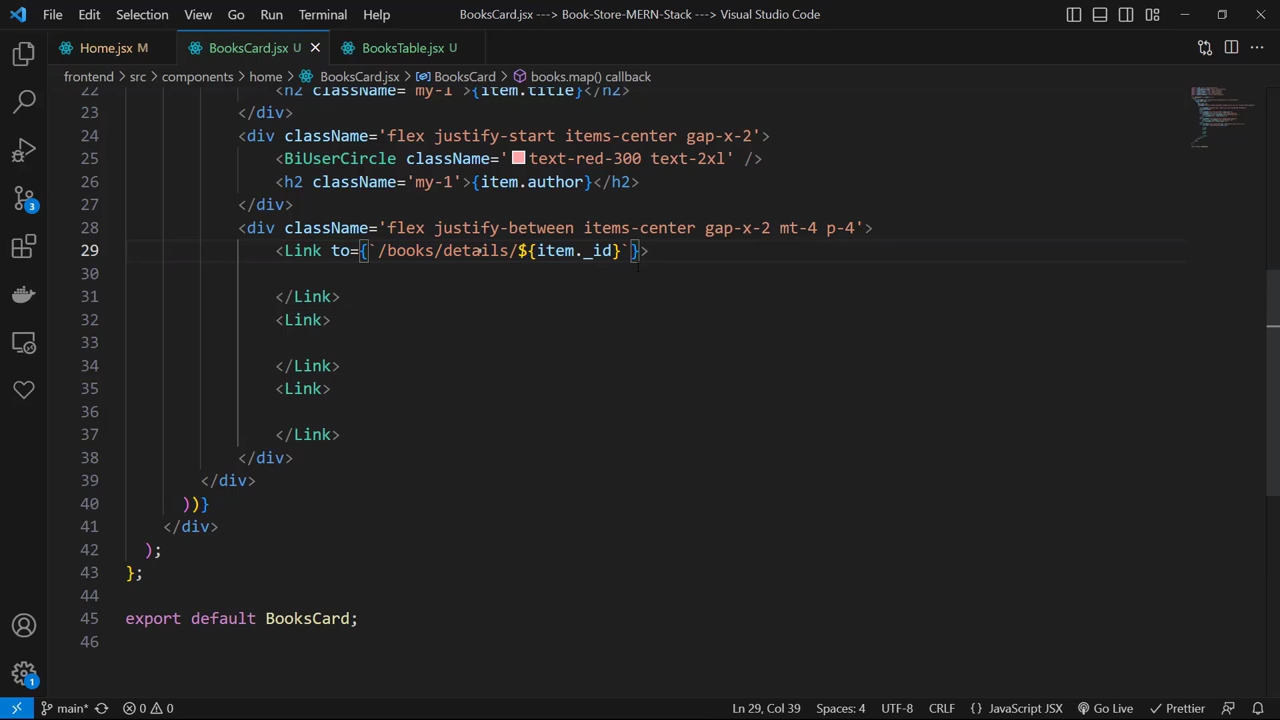 File Edit Selection View Go Run Terminal Help BooksCard.jsx ---> Book-Store-MERN-Stack ---> Visual Studio Code
Home.jsx M BooksCard.jsx U BooksTable.jsx U
frontend > src > components > home > BooksCard.jsx > BooksCard > books.map() callback
22 <h2 className='my-1'>{item.title}</h2>
23 </div>
24 <div className='flex justify-start items-center gap-x-2'>
25 <BiUserCircle className='text-red-300 text-2xl' />
26 <h2 className='my-1'>{item.author}</h2>
27 </div>
28 <div className='flex justify-between items-center gap-x-2 mt-4 p-4'>
29 <Link to={`/books/details/${item._id}`}>
30
31 </Link>
32 <Link>
33
34 </Link>
35 <Link>
36
37 </Link>
38 </div>
39 </div>
40 ))}
41 </div>
42 );
43 };
44
45 export default BooksCard;
46
3
1
main* 0 0 Ln 29, Col 39 Spaces: 4 UTF-8 CRLF {} JavaScript JSX Go Live Prettier